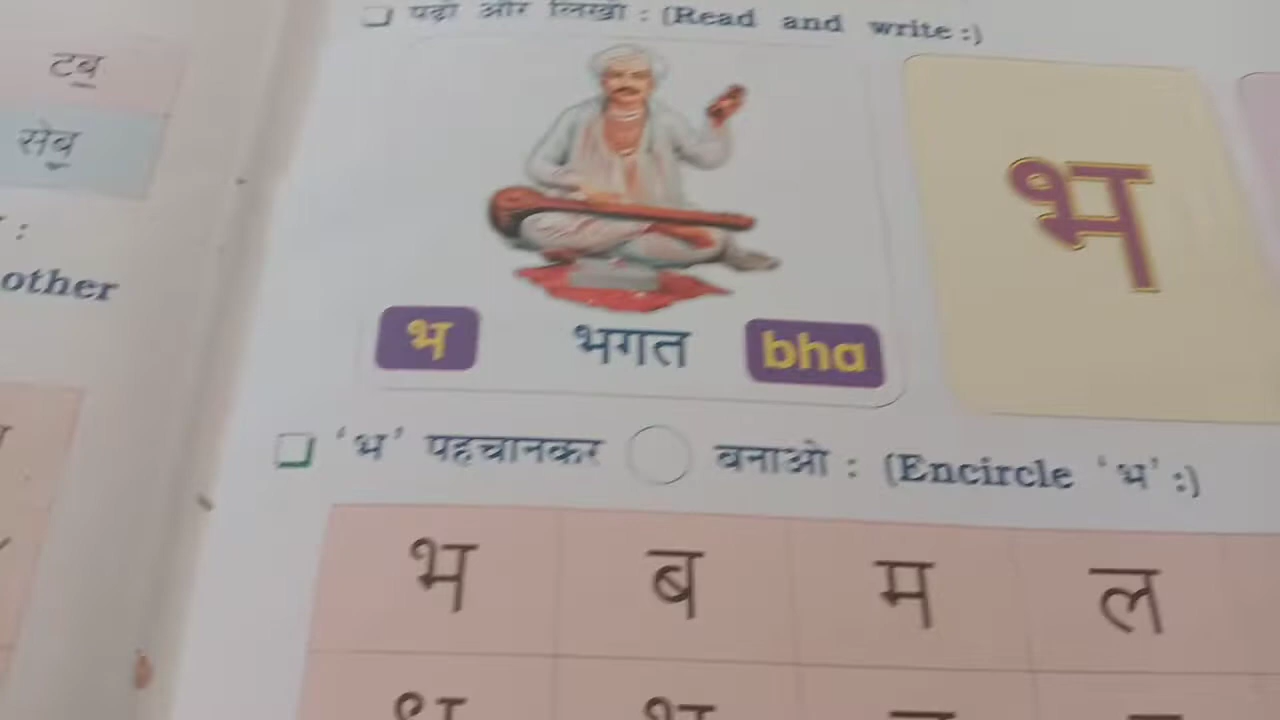 टब
सेब
:
other
पढ़ो और लिखो : (Read and write :)
भ
भ भगत bha
'भ' पहचानकर बनाओ : (Encircle 'भ' :)
भ ब म ल